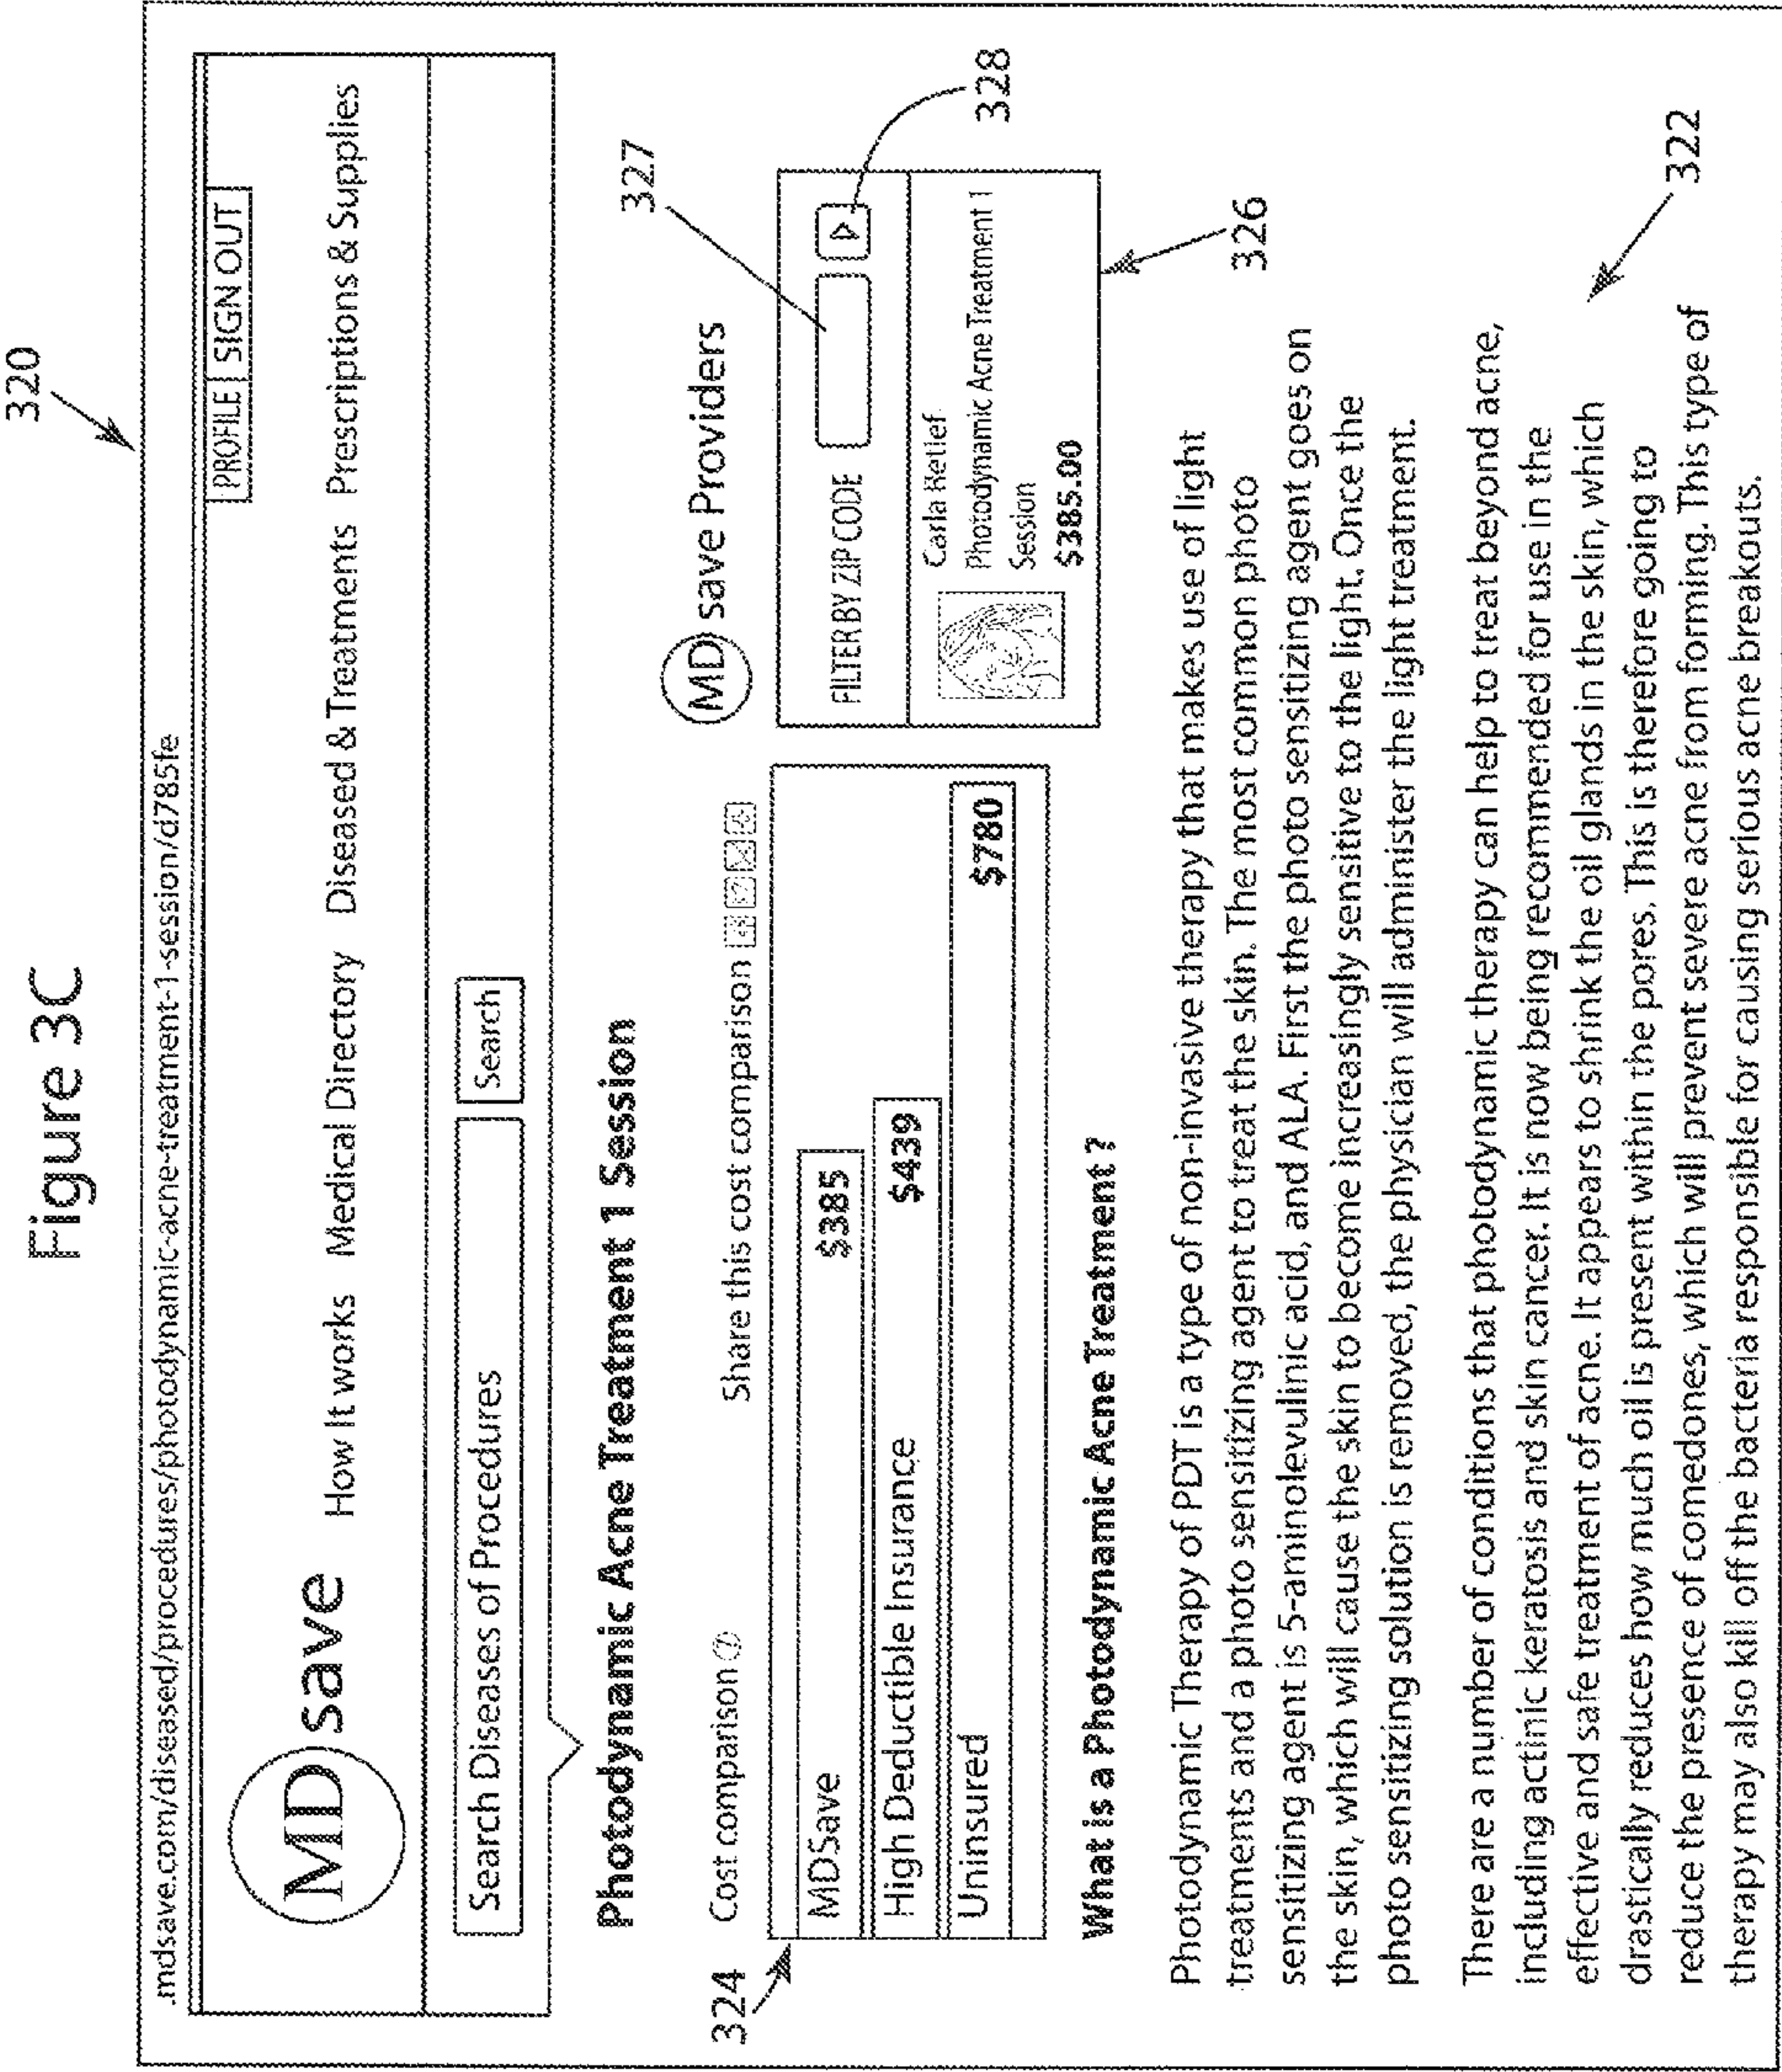 Figure 3C
320
.mdsave.com/diseased/procedures/photodynamic-acne-treatment-1-session/d785fe
PROFILE | SIGN OUT
MD save
How It works Medical Directory Diseased & Treatments Prescriptions & Supplies
Search Diseases of Procedures
Search
Photodynamic Acne Treatment 1 Session
324
Cost comparison ?
Share this cost comparison
MDSave $385
High Deductible Insurance $439
Uninsured $780
MD save Providers
327
FILTER BY ZIP CODE
328
Carla Retief
Photodynamic Acne Treatment 1
Session
$385.00
326
What is a Photodynamic Acne Treatment ?
Photodynamic Therapy of PDT is a type of non-invasive therapy that makes use of light
treatments and a photo sensitizing agent to treat the skin. The most common photo
sensitizing agent is 5-aminolevulinic acid, and ALA. First the photo sensitizing agent goes on
the skin, which will cause the skin to become increasingly sensitive to the light. Once the
photo sensitizing solution is removed, the physician will administer the light treatment.
There are a number of conditions that photodynamic therapy can help to treat beyond acne,
including actinic keratosis and skin cancer. It is now being recommended for use in the
effective and safe treatment of acne. It appears to shrink the oil glands in the skin, which
drastically reduces how much oil is present within the pores. This is therefore going to
reduce the presence of comedones, which will prevent severe acne from forming. This type of
therapy may also kill off the bacteria responsible for causing serious acne breakouts.
322